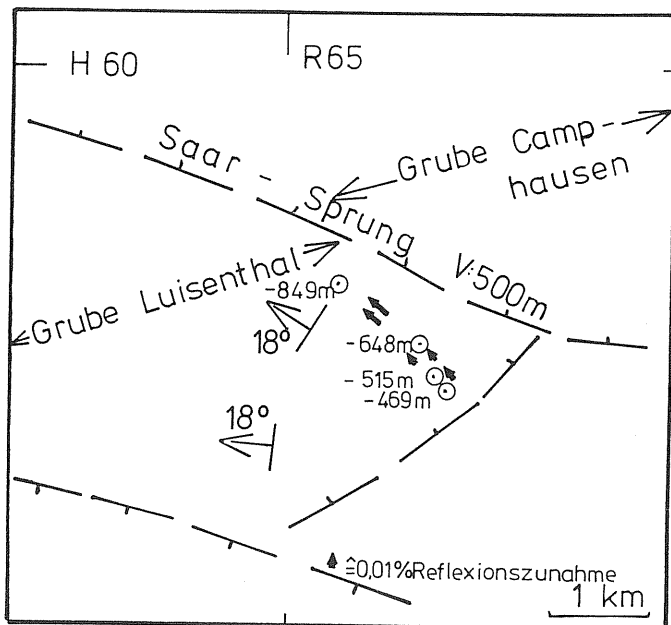 H 60
R65
Saar - Sprung
Grube Camp-
hausen
Grube Luisenthal
V:500m
-849m
18°
-648m
-515m
-469m
18°
≙0,01%Reflexionszunahme
1 km